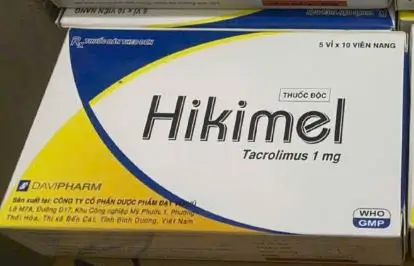 Rx THUỐC BÁN THEO ĐƠN
5 VỈ x 10 VIÊN NANG
THUỐC ĐỘC
Hikimel
Tacrolimus 1 mg
DAVIPHARM
Sản xuất tại: CÔNG TY CỔ PHẦN DƯỢC PHẨM ĐẠT
Lô M7A, Đường D17, Khu Công nghiệp Mỹ Phước 1, Phường
Thới Hòa, Thị xã Bến Cát, Tỉnh Bình Dương, Việt Nam
WHO
GMP